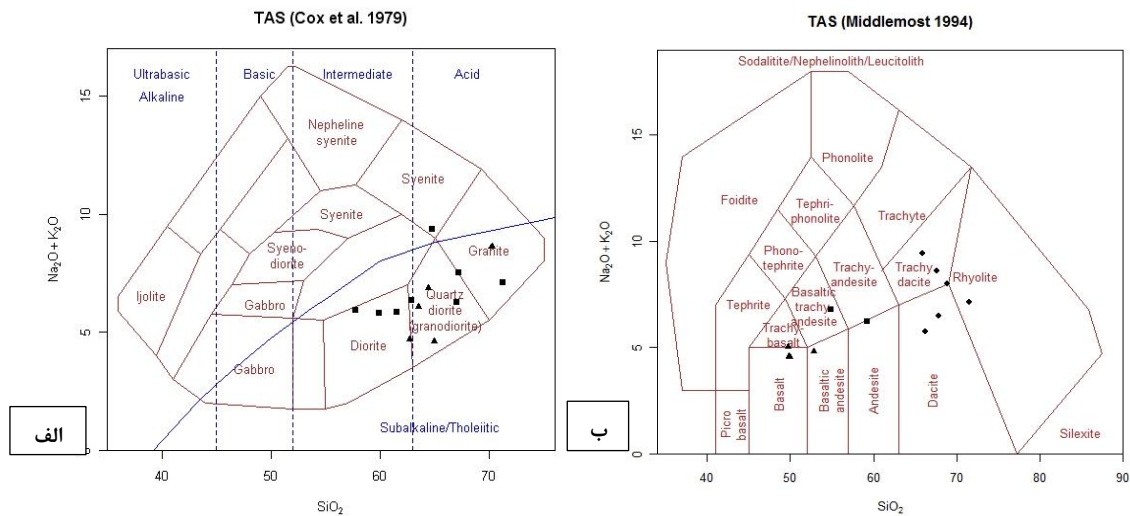 TAS (Cox et al. 1979)
Ultrabasic
Basic
Intermediate
Acid
Alkaline
Nepheline
syenite
Syenite
Syenite
Syeno-
diorite
Granite
Ijolite
Gabbro
Quartz
diorite
(granodiorite)
Diorite
Gabbro
Subalkaline/Tholeiitic
Na₂O + K₂O
15
10
5
0
40
50
60
70
SiO₂
الف
TAS (Middlemost 1994)
Sodalitite/Nephelinolith/Leucitolith
Phonolite
Foidite
Tephri-
phonolite
Trachyte
Phono-
tephrite
Trachy-
andesite
Trachy
dacite
Rhyolite
Tephrite
Basaltic
trachy
andesite
Trachy-
basalt
Picro
basalt
Basalt
Basaltic
andesite
Andesite
Dacite
Silexite
Na₂O + K₂O
15
10
5
0
40
50
60
70
80
90
SiO₂
ب